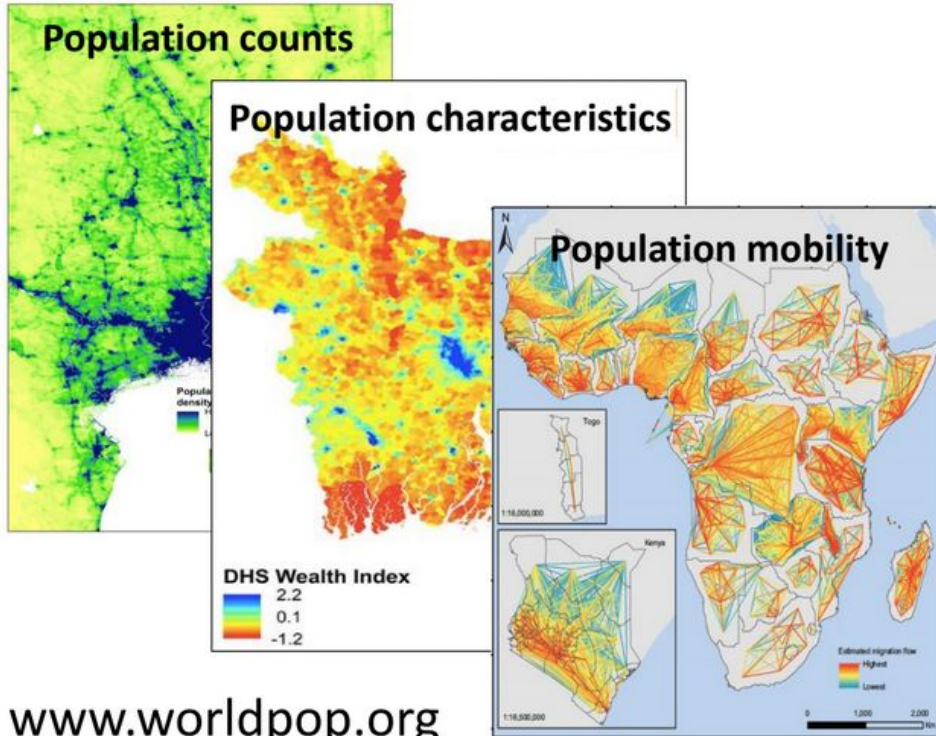 Population counts
Population characteristics
Population mobility
N
density
DHS Wealth Index
2.2
0.1
-1.2
Togo
1:16,000,000
Kenya
1:16,500,000
Estimated migration flow
Highest
Lowest
0 1,000 2,000
Km
www.worldpop.org